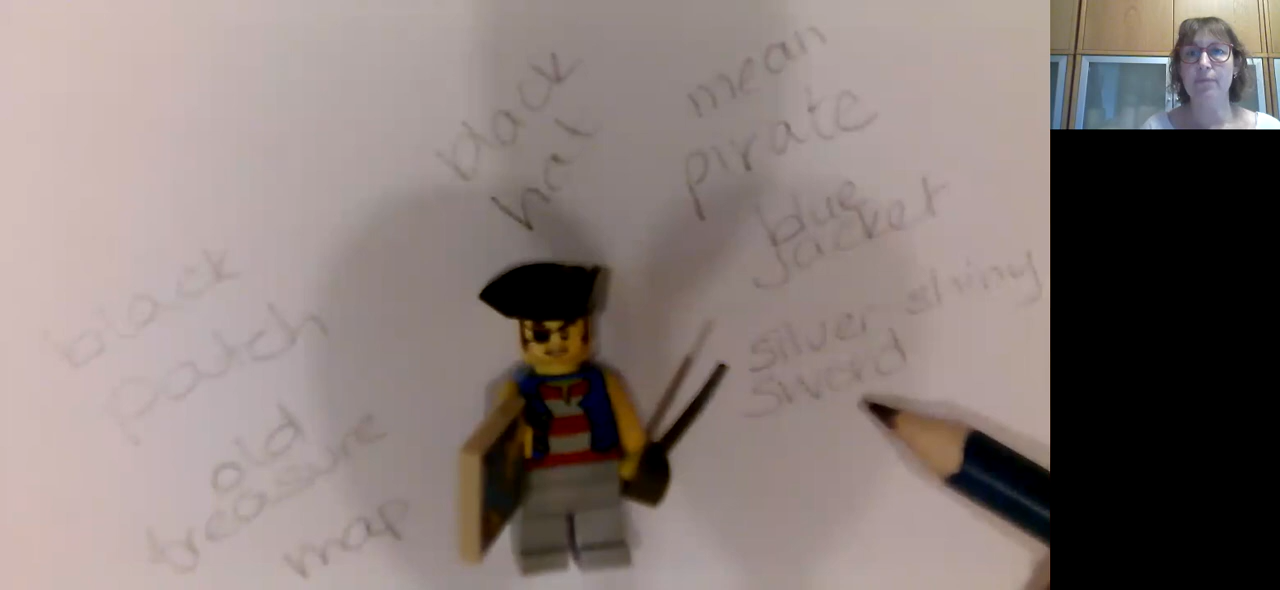 black
hat
mean
pirate
blue
jacket
silver shiny
sword
black
patch
old
treasure
map